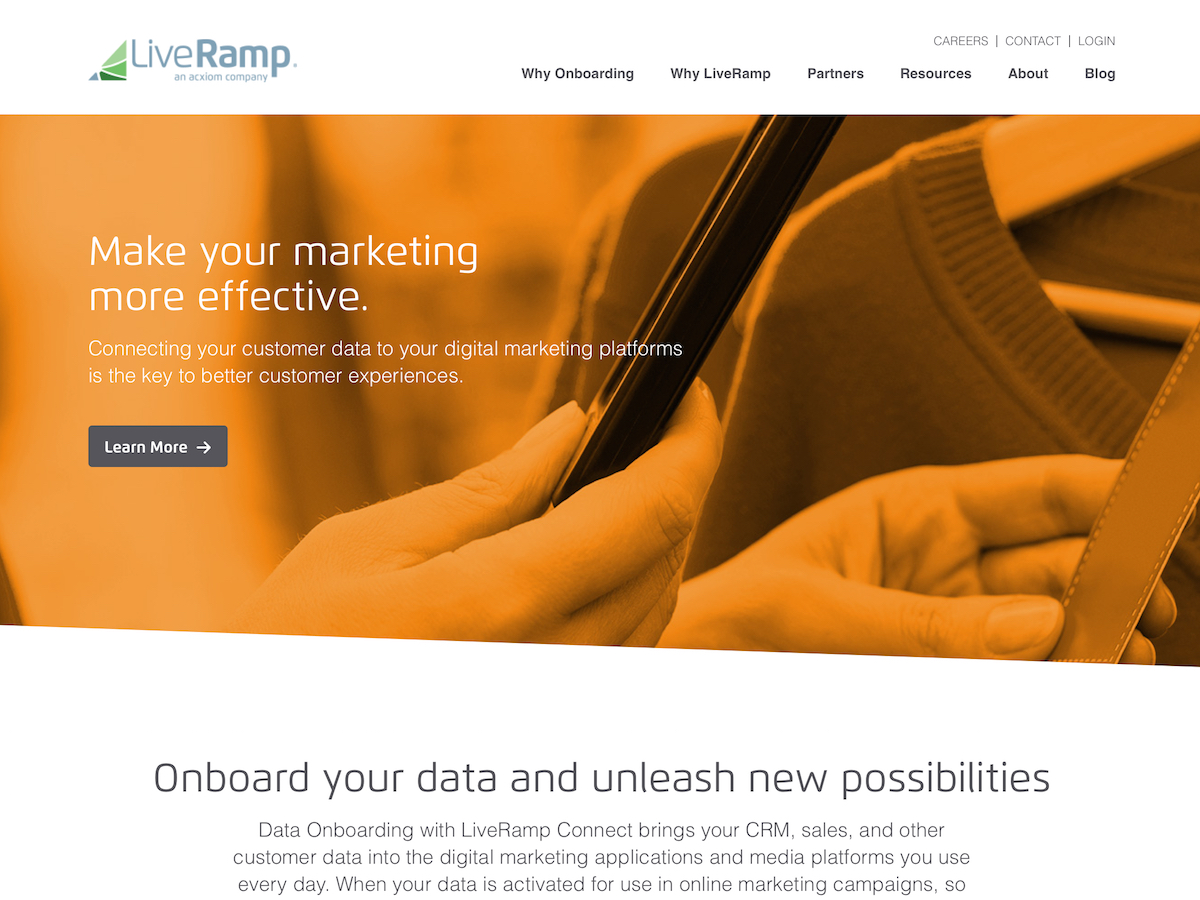 LiveRamp.
an acxiom company
CAREERS | CONTACT | LOGIN
Why Onboarding Why LiveRamp Partners Resources About Blog
Make your marketing
more effective.
Connecting your customer data to your digital marketing platforms
is the key to better customer experiences.
Learn More →
Onboard your data and unleash new possibilities
Data Onboarding with LiveRamp Connect brings your CRM, sales, and other
customer data into the digital marketing applications and media platforms you use
every day. When your data is activated for use in online marketing campaigns, so